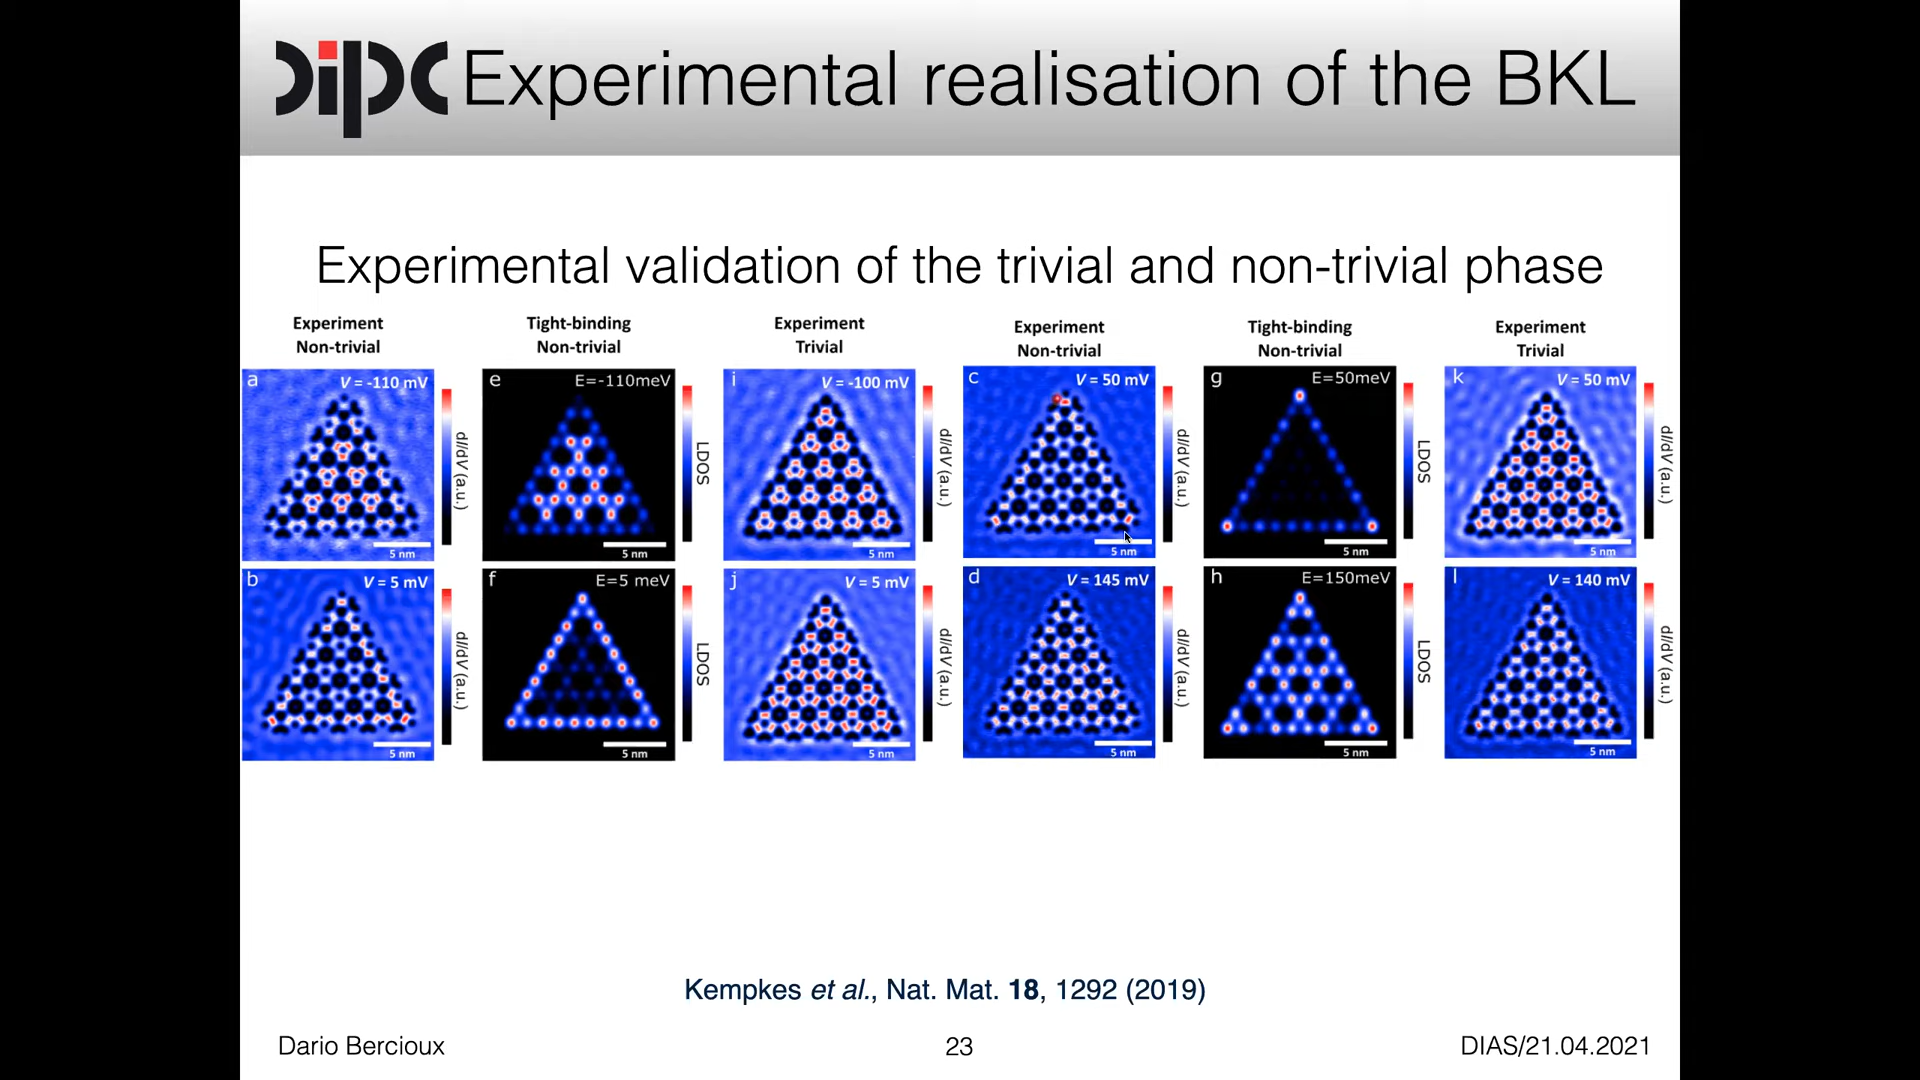 dipc Experimental realisation of the BKL
Experimental validation of the trivial and non-trivial phase
Experiment
Non-trivial
Tight-binding
Non-trivial
Experiment
Trivial
Experiment
Non-trivial
Tight-binding
Non-trivial
Experiment
Trivial
a V = -110 mV
5 nm
dI/dV (a.u.)
e E=-110meV
5 nm
LDOS
i V = -100 mV
5 nm
dI/dV (a.u.)
c V = 50 mV
5 nm
dI/dV (a.u.)
g E=50meV
5 nm
LDOS
k V = 50 mV
5 nm
dI/dV (a.u.)
b V = 5 mV
5 nm
dI/dV (a.u.)
f E=5 meV
5 nm
LDOS
j V = 5 mV
5 nm
dI/dV (a.u.)
d V = 145 mV
5 nm
dI/dV (a.u.)
h E=150meV
5 nm
LDOS
l V = 140 mV
5 nm
dI/dV (a.u.)
Kempkes et al., Nat. Mat. 18, 1292 (2019)
Dario Bercioux
23
DIAS/21.04.2021